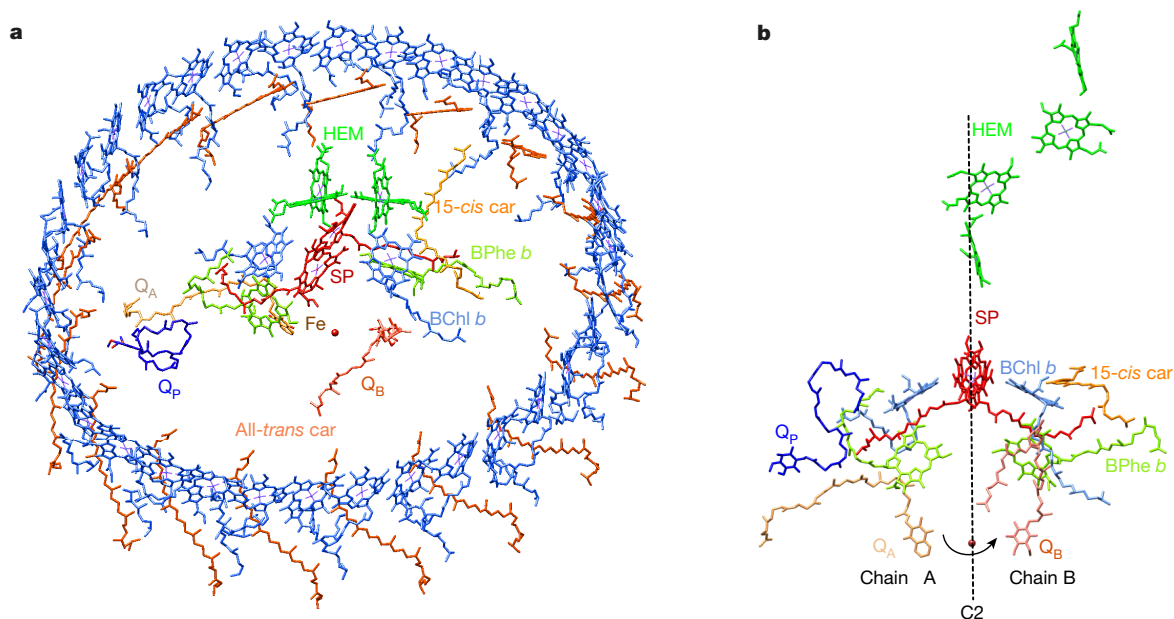 a
HEM
15-cis car
BPhe b
SP
QA
Fe
BChl b
QP
QB
All-trans car
b
HEM
SP
BChl b
15-cis car
QP
BPhe b
QA
QB
Chain A
Chain B
C2